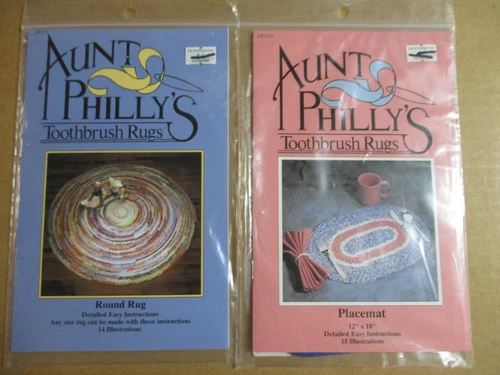 AUNT
PHILLY'S
Toothbrush Rugs
Round Rug
Detailed Easy Instructions
Any size rug can be made with these instructions
14 Illustrations
AP110
AUNT
PHILLY'S
Toothbrush Rugs
Placemat
12" x 18"
Detailed Easy Instructions
15 Illustrations